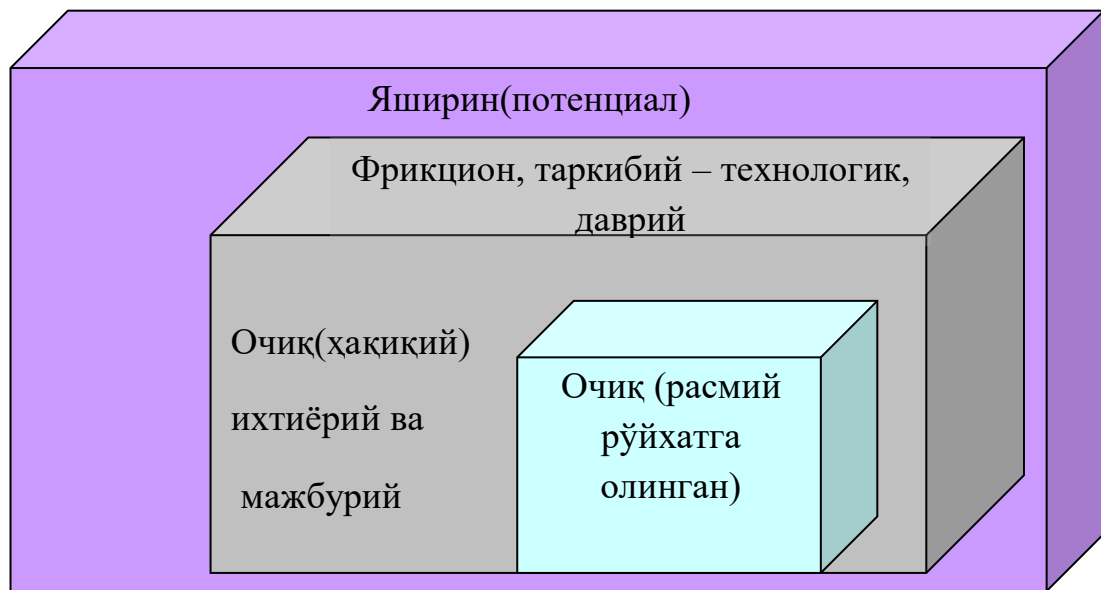 Яширин(потенциал)
Фрикцион, таркибий – технологик,
даврий
Очиқ(ҳақиқий)
ихтиёрий ва
мажбурий
Очиқ (расмий
рўйхатга
олинган)